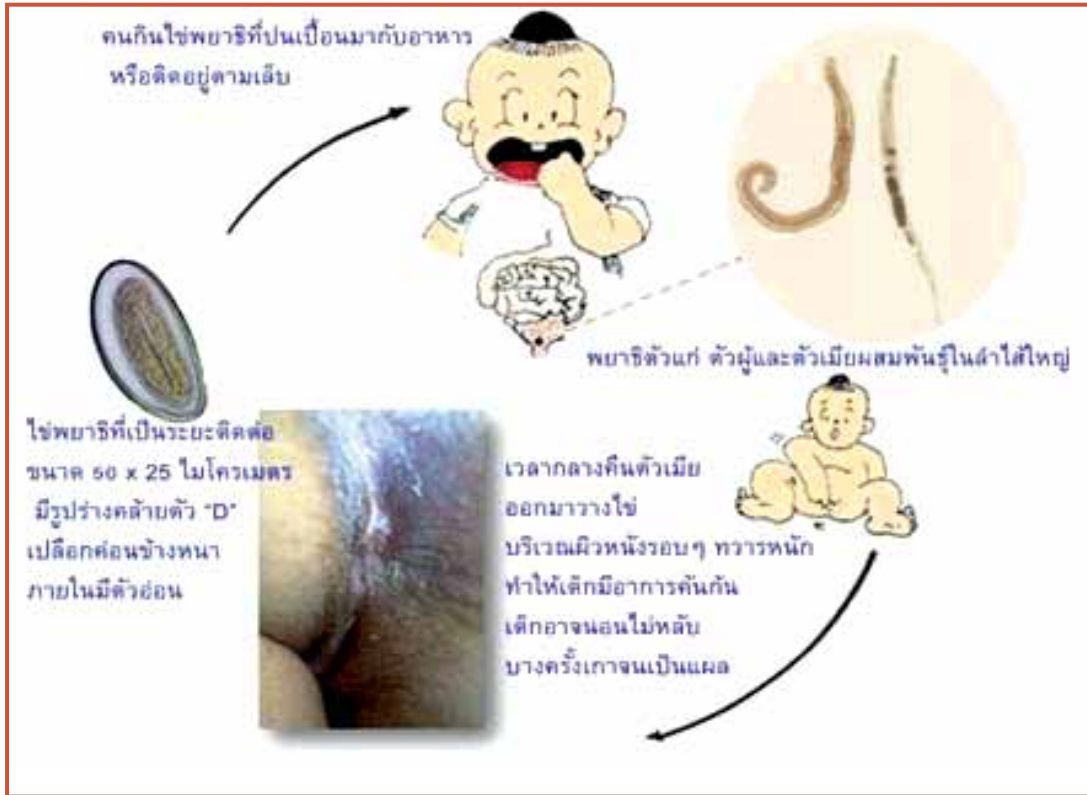 คนกินไข่พยาธิที่ปนเปื้อนมากับอาหาร
หรือติดอยู่ตามเล็บ
พยาธิตัวแก่ ตัวผู้และตัวเมียผสมพันธุ์ในลำไส้ใหญ่
เวลากลางคืนตัวเมีย
ออกมาวางไข่
บริเวณผิวหนังรอบๆ ทวารหนัก
ทำให้เด็กมีอาการคันก้น
เด็กอาจนอนไม่หลับ
บางครั้งเกาจนเป็นแผล
ไข่พยาธิที่เป็นระยะติดต่อ
ขนาด 50 x 25 ไมโครเมตร
มีรูปร่างคล้ายตัว "D"
เปลือกค่อนข้างหนา
ภายในมีตัวอ่อน